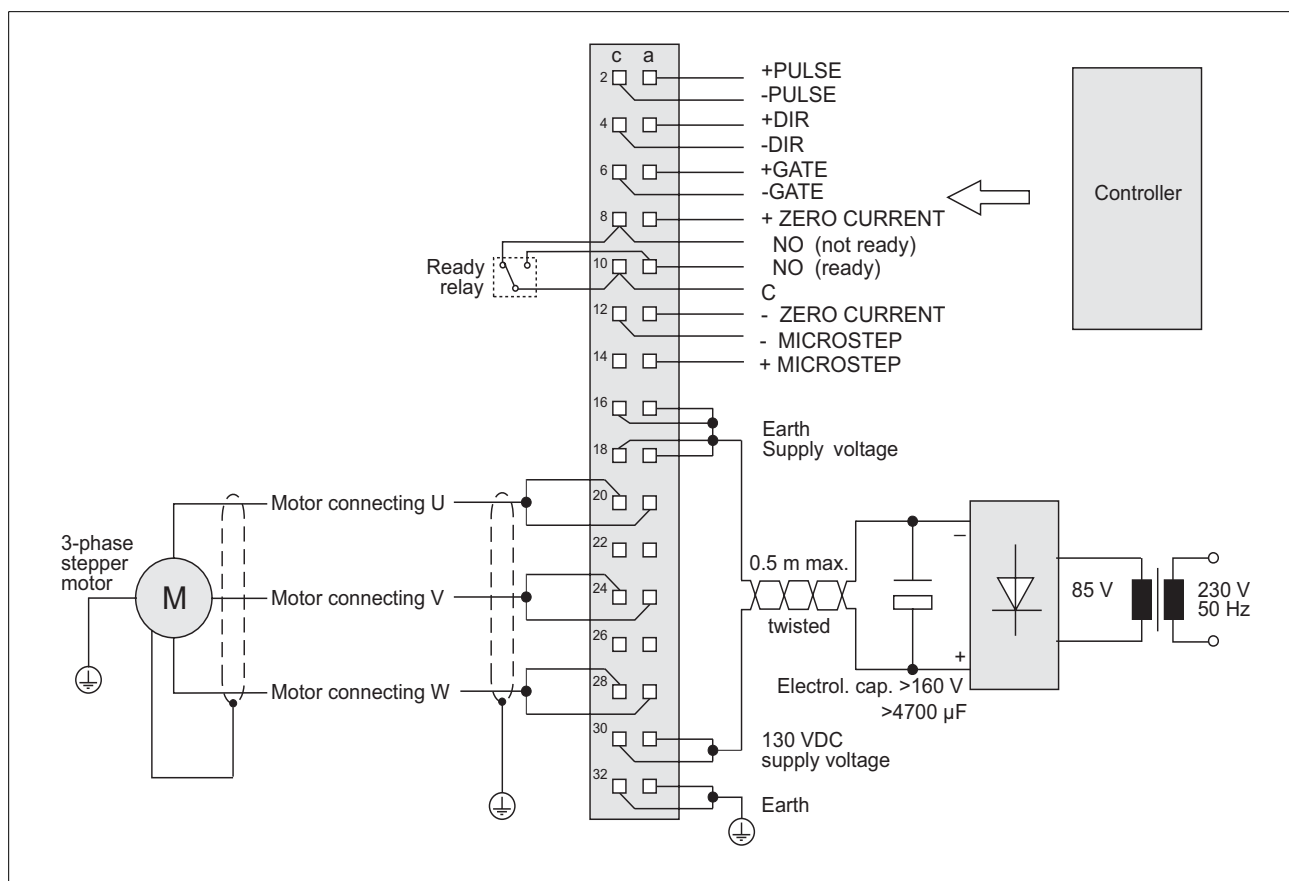 c a
2
+PULSE
-PULSE
4
+DIR
-DIR
6
+GATE
-GATE
8
+ ZERO CURRENT
NO (not ready)
10
NO (ready)
C
12
- ZERO CURRENT
- MICROSTEP
14
+ MICROSTEP
Controller
Ready
relay
16
18
Earth
Supply voltage
20
22
24
26
28
30
32
Motor connecting U
Motor connecting V
Motor connecting W
3-phase
stepper
motor
M
0.5 m max.
twisted
–
+
85 V
230 V
50 Hz
Electrol. cap. >160 V
>4700 µF
130 VDC
supply voltage
Earth